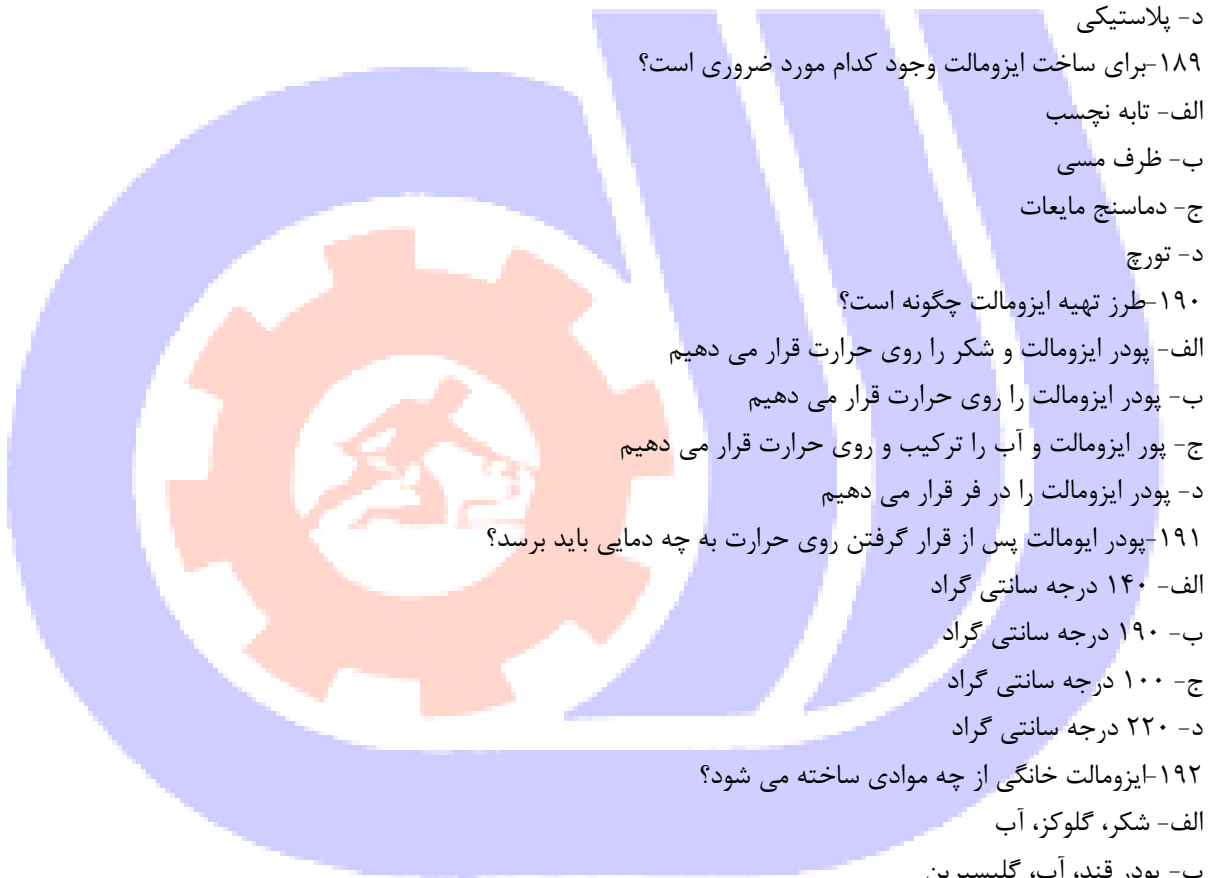 د- پلاستیکی
۱۸۹-برای ساخت ایزومالت وجود کدام مورد ضروری است؟
الف- تابه نچسب
ب- ظرف مسی
ج- دماسنج مایعات
د- تورچ
۱۹۰-طرز تهیه ایزومالت چگونه است؟
الف- پودر ایزومالت و شکر را روی حرارت قرار می دهیم
ب- پودر ایزومالت را روی حرارت قرار می دهیم
ج- پور ایزومالت و آب را ترکیب و روی حرارت قرار می دهیم
د- پودر ایزومالت را در فر قرار می دهیم
۱۹۱-پودر ایومالت پس از قرار گرفتن روی حرارت به چه دمایی باید برسد؟
الف- ۱۴۰ درجه سانتی گراد
ب- ۱۹۰ درجه سانتی گراد
ج- ۱۰۰ درجه سانتی گراد
د- ۲۲۰ درجه سانتی گراد
۱۹۲-ایزومالت خانگی از چه موادی ساخته می شود؟
الف- شکر، گلوکز، آب
ب- پودر قند، آب، گلیسیرین